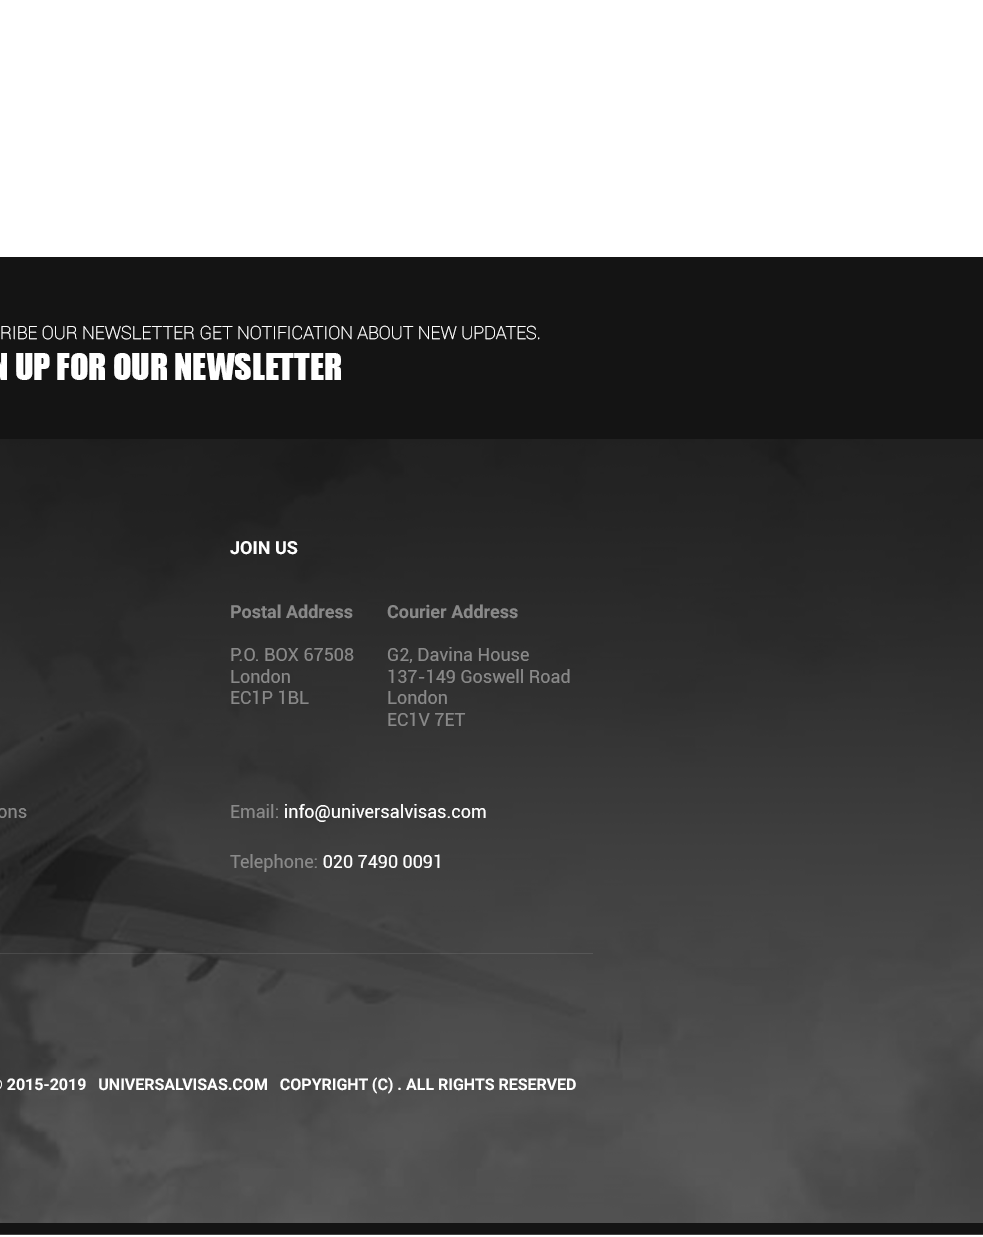 RIBE OUR NEWSLETTER GET NOTIFICATION ABOUT NEW UPDATES.
N UP FOR OUR NEWSLETTER
JOIN US
Postal Address
P.O. BOX 67508
London
EC1P 1BL
Courier Address
G2, Davina House
137-149 Goswell Road
London
EC1V 7ET
ons
Email: info@universalvisas.com
Telephone: 020 7490 0091
© 2015-2019 UNIVERSALVISAS.COM COPYRIGHT (C) . ALL RIGHTS RESERVED